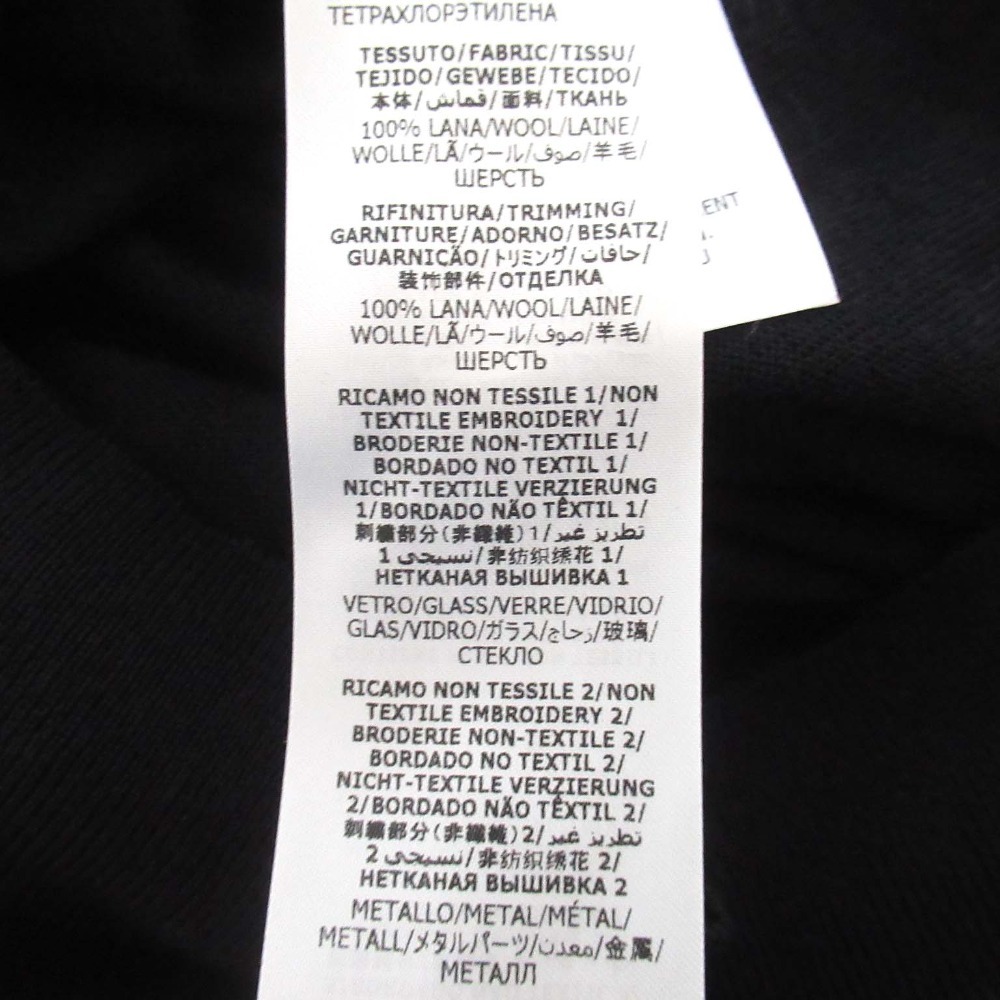 ТЕТРАХЛОРЭТИЛЕНА
TESSUTO/FABRIC/TISSU/
TEJIDO/GEWEBE/TECIDO/
本体/قماش/面料/ТКАНЬ
100% LANA/WOOL/LAINE/
WOLLE/LÃ/ウール/صوف/羊毛/
ШЕРСТЬ
RIFINITURA/TRIMMING/
GARNITURE/ADORNO/BESATZ/
GUARNIÇÃO/トリミング/حافات/
装饰部件/ОТДЕЛКА
100% LANA/WOOL/LAINE/
WOLLE/LÃ/ウール/صوف/羊毛/
ШЕРСТЬ
RICAMO NON TESSILE 1/NON
TEXTILE EMBROIDERY 1/
BRODERIE NON-TEXTILE 1/
BORDADO NO TEXTIL 1/
NICHT-TEXTILE VERZIERUNG
1/BORDADO NÃO TÊXTIL 1/
刺繍部分(非繊維)1/تطريز غير
نسيجي 1/非纺织绣花 1/
НЕТКАНАЯ ВЫШИВКА 1
VETRO/GLASS/VERRE/VIDRIO/
GLAS/VIDRO/ガラス/زجاج/玻璃/
СТЕКЛО
RICAMO NON TESSILE 2/NON
TEXTILE EMBROIDERY 2/
BRODERIE NON-TEXTILE 2/
BORDADO NO TEXTIL 2/
NICHT-TEXTILE VERZIERUNG
2/BORDADO NÃO TÊXTIL 2/
刺繍部分(非繊維)2/تطريز غير
نسيجي 2/非纺织绣花 2/
НЕТКАНАЯ ВЫШИВКА 2
METALLO/METAL/MÉTAL/
METALL/メタルパーツ/معدن/金属/
МЕТАЛЛ